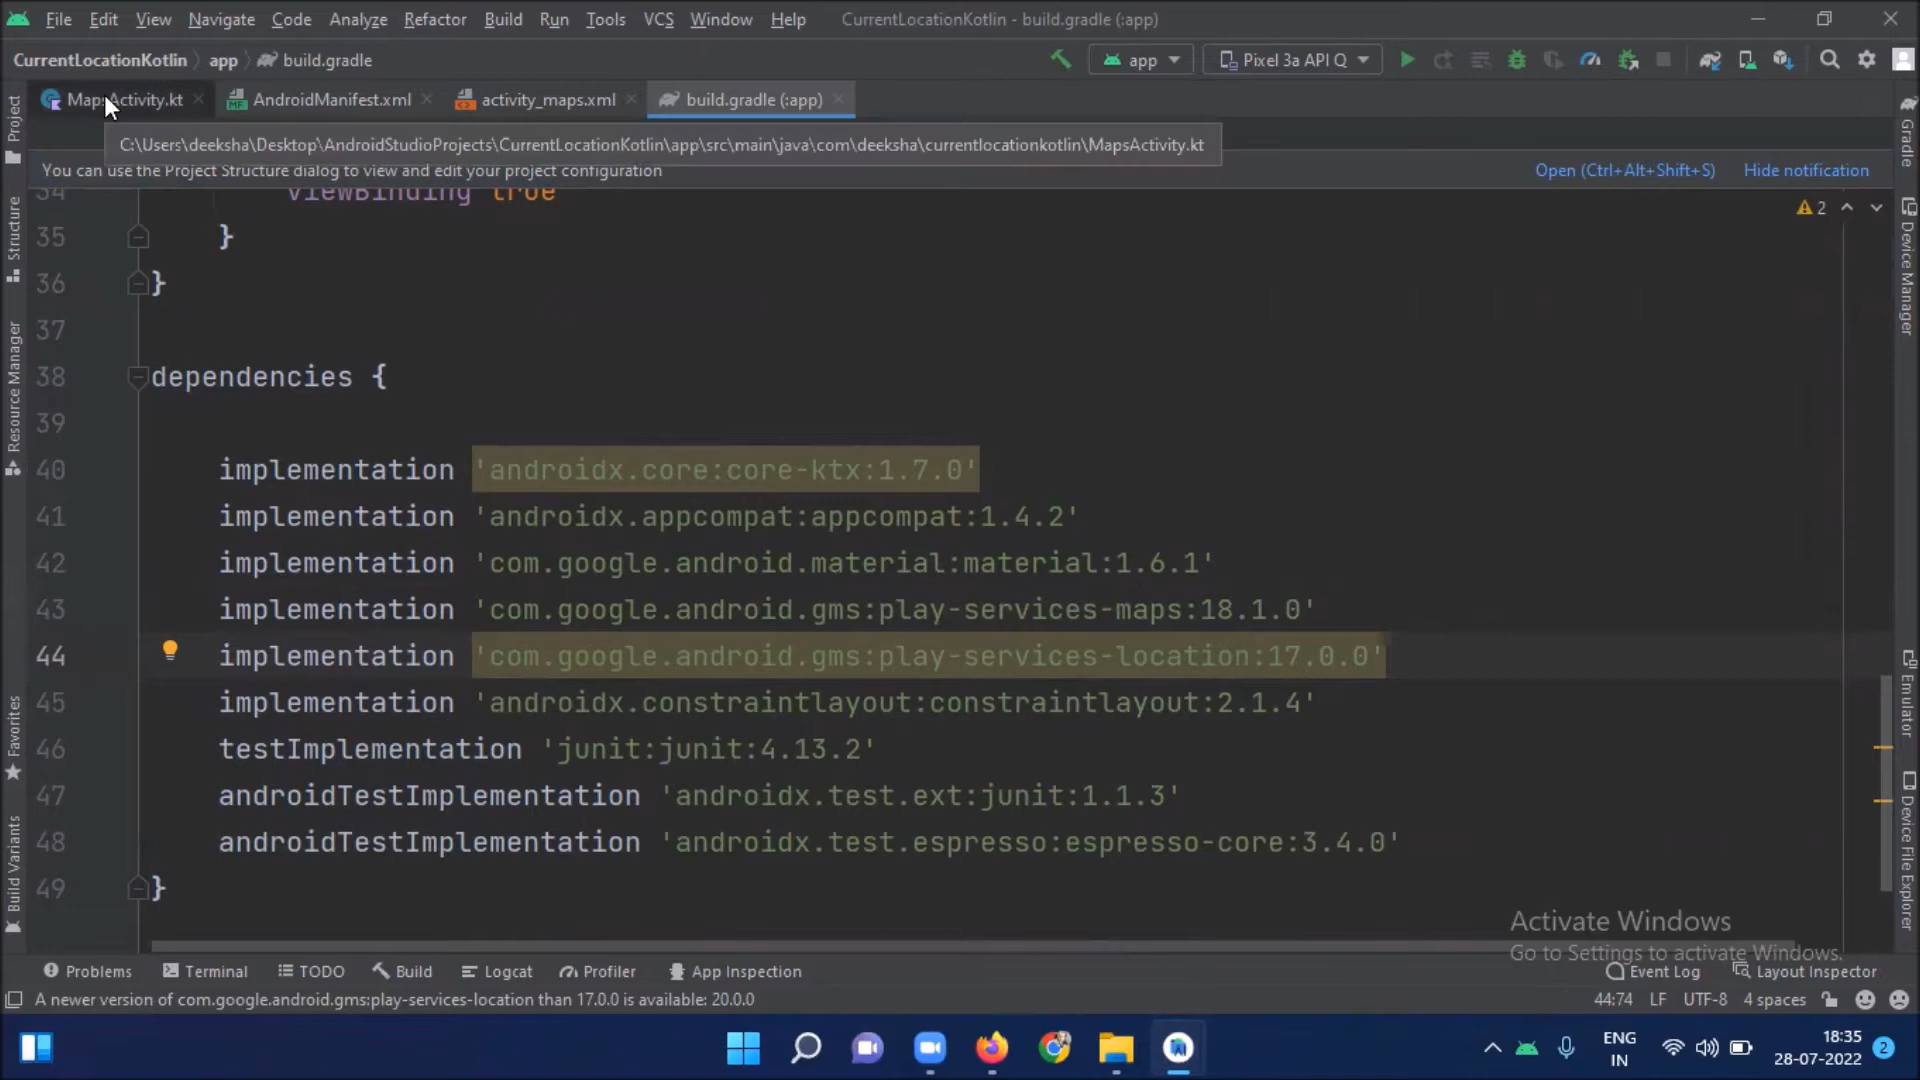 File Edit View Navigate Code Analyze Refactor Build Run Tools VCS Window Help CurrentLocationKotlin - build.gradle (:app)
CurrentLocationKotlin app build.gradle app Pixel 3a API Q
MapsActivity.kt AndroidManifest.xml activity_maps.xml build.gradle (:app)
C:\Users\deeksha\Desktop\AndroidStudioProjects\CurrentLocationKotlin\app\src\main\java\com\deeksha\currentlocationkotlin\MapsActivity.kt
You can use the Project Structure dialog to view and edit your project configuration Open (Ctrl+Alt+Shift+S) Hide notification
34 viewBinding true
2
35 }
36 }
37
38 dependencies {
39
40 implementation 'androidx.core:core-ktx:1.7.0'
41 implementation 'androidx.appcompat:appcompat:1.4.2'
42 implementation 'com.google.android.material:material:1.6.1'
43 implementation 'com.google.android.gms:play-services-maps:18.1.0'
44 implementation 'com.google.android.gms:play-services-location:17.0.0'
45 implementation 'androidx.constraintlayout:constraintlayout:2.1.4'
46 testImplementation 'junit:junit:4.13.2'
47 androidTestImplementation 'androidx.test.ext:junit:1.1.3'
48 androidTestImplementation 'androidx.test.espresso:espresso-core:3.4.0'
49 }
Project
Structure
Resource Manager
Favorites
Build Variants
Gradle
Device Manager
Emulator
Device File Explorer
Activate Windows
Go to Settings to activate Windows.
Problems Terminal TODO Build Logcat Profiler App Inspection Event Log Layout Inspector
A newer version of com.google.android.gms:play-services-location than 17.0.0 is available: 20.0.0 44:74 LF UTF-8 4 spaces
ENG
IN
18:35
28-07-2022
2